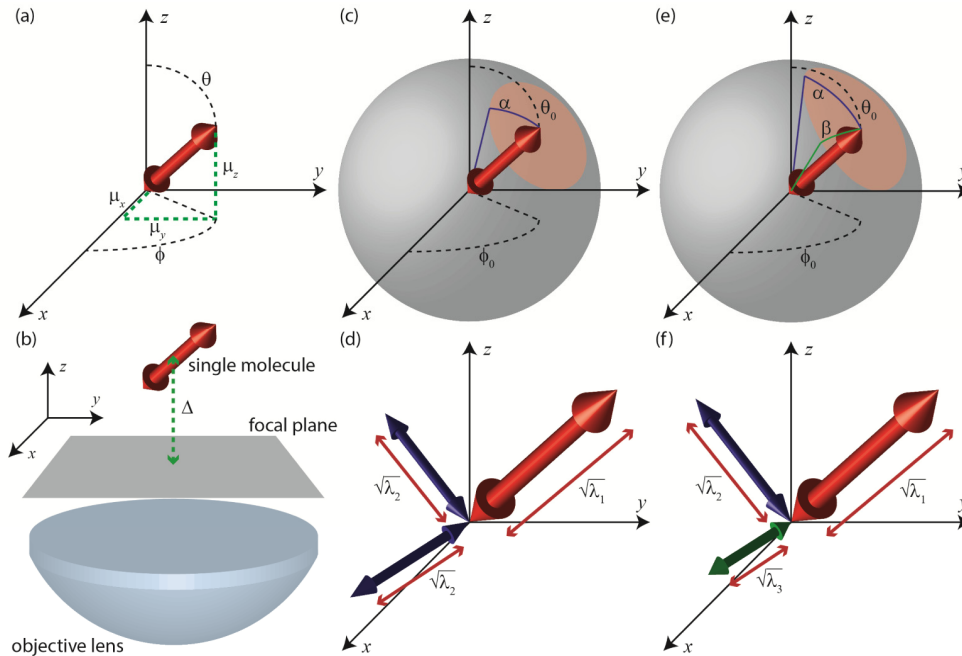 (a)
z
θ
μz
μx
μy
ϕ
y
x
(c)
z
α
θ0
y
ϕ0
x
(e)
z
α
θ0
β
y
ϕ0
x
(b)
z
y
x
single molecule
Δ
focal plane
objective lens
(d)
z
√λ2
√λ1
y
√λ2
x
(f)
z
√λ2
√λ1
y
√λ3
x